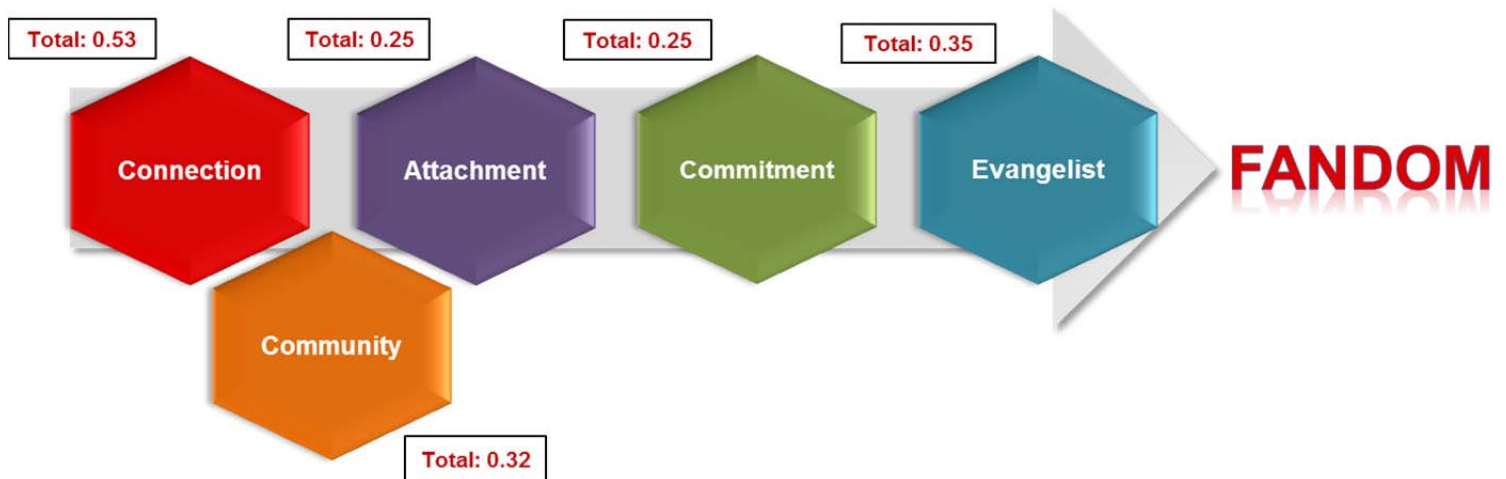 Total: 0.53
Total: 0.25
Total: 0.25
Total: 0.35
Connection
Attachment
Commitment
Evangelist
FANDOM
Community
Total: 0.32